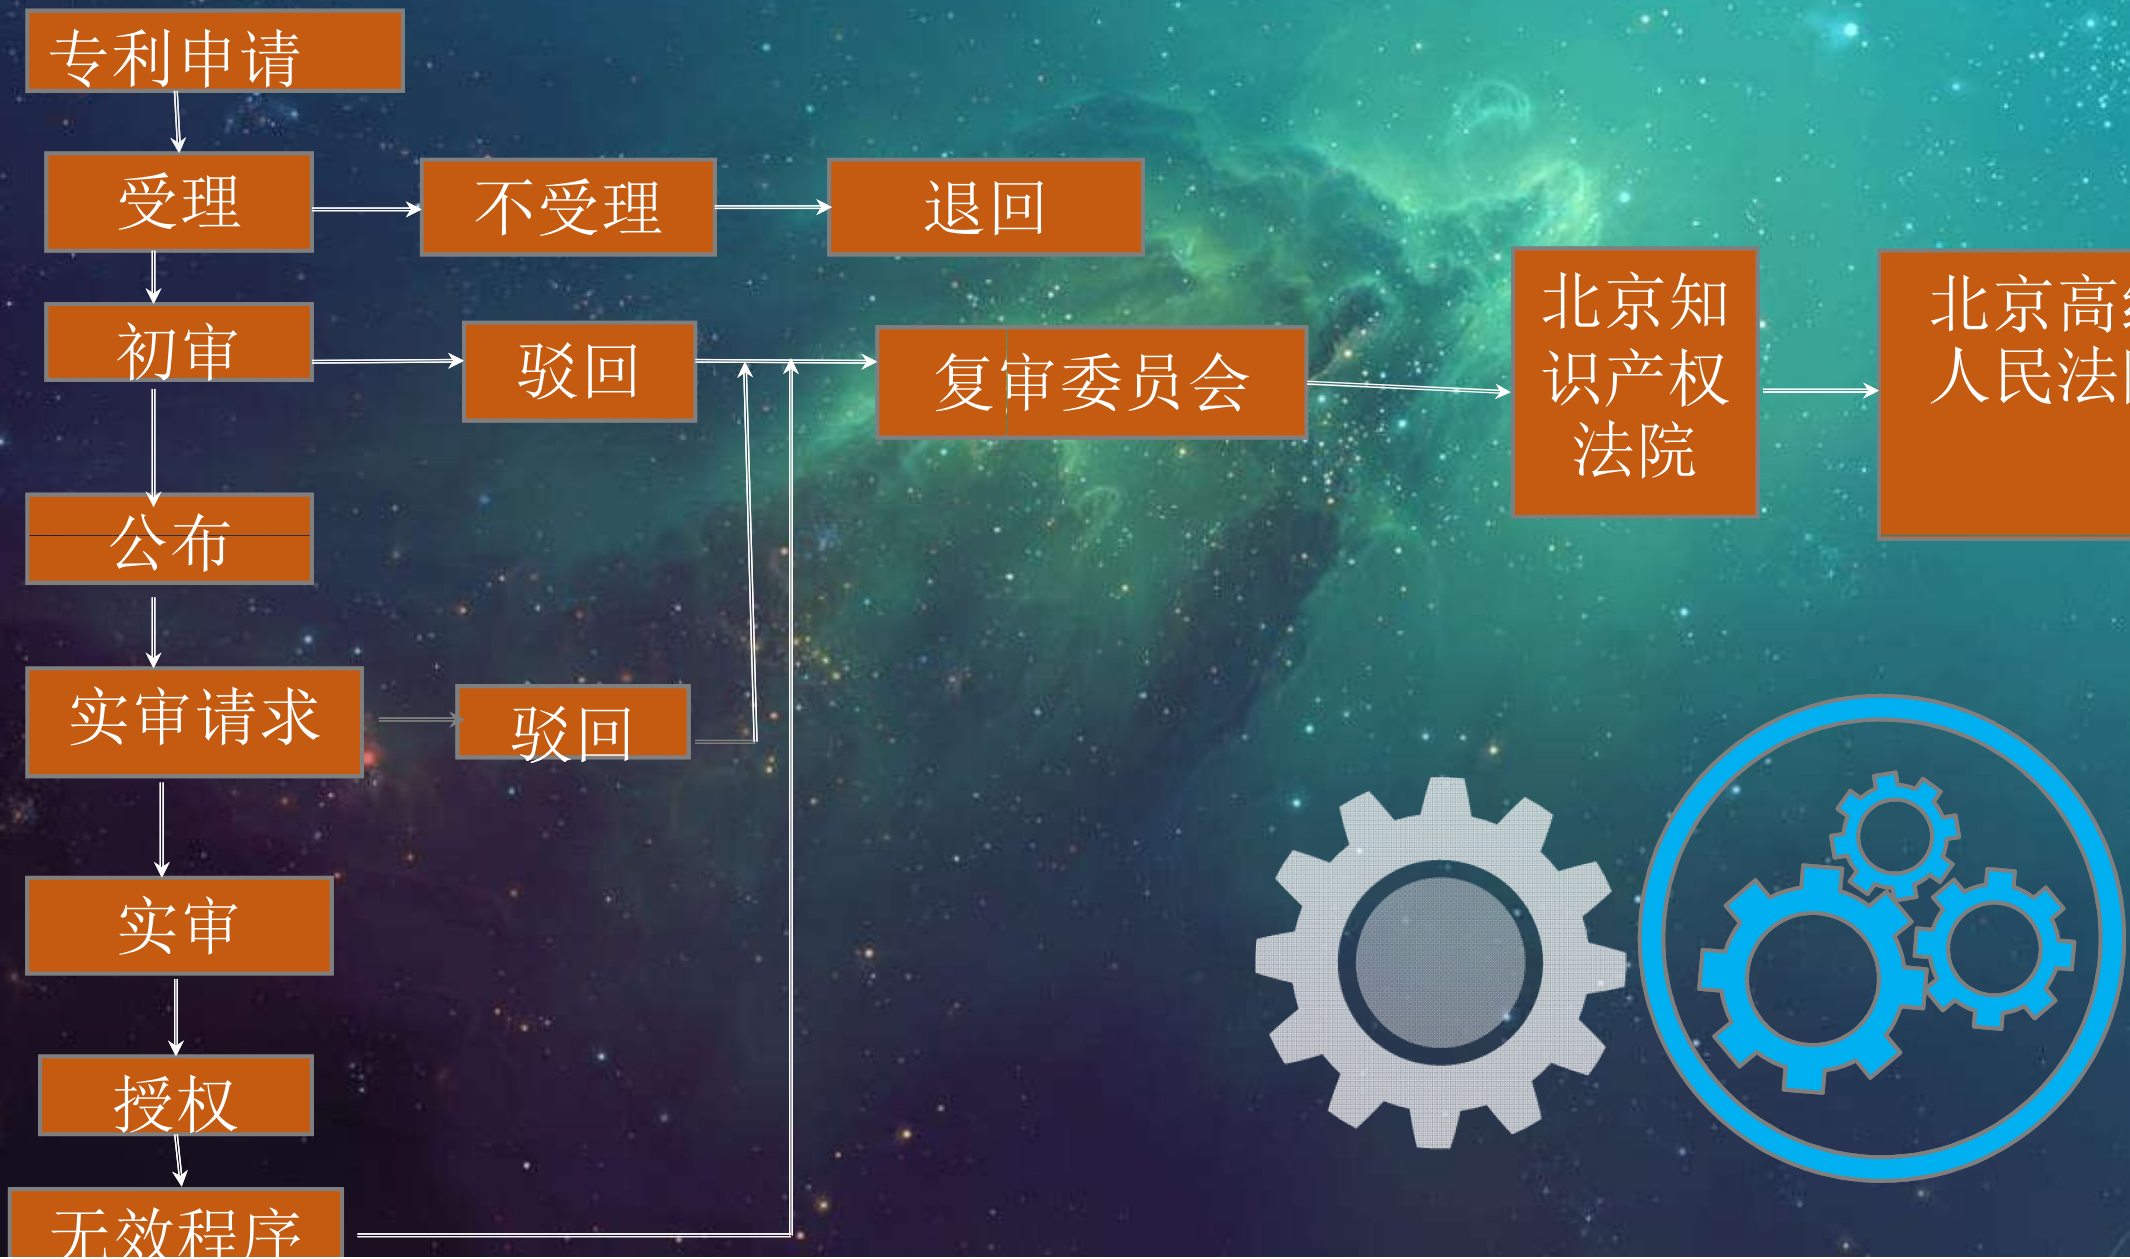 专利申请
受理
不受理
退回
初审
驳回
复审委员会
北京知
识产权
法院
北京高
人民法
公布
实审请求
驳回
实审
授权
无效程序